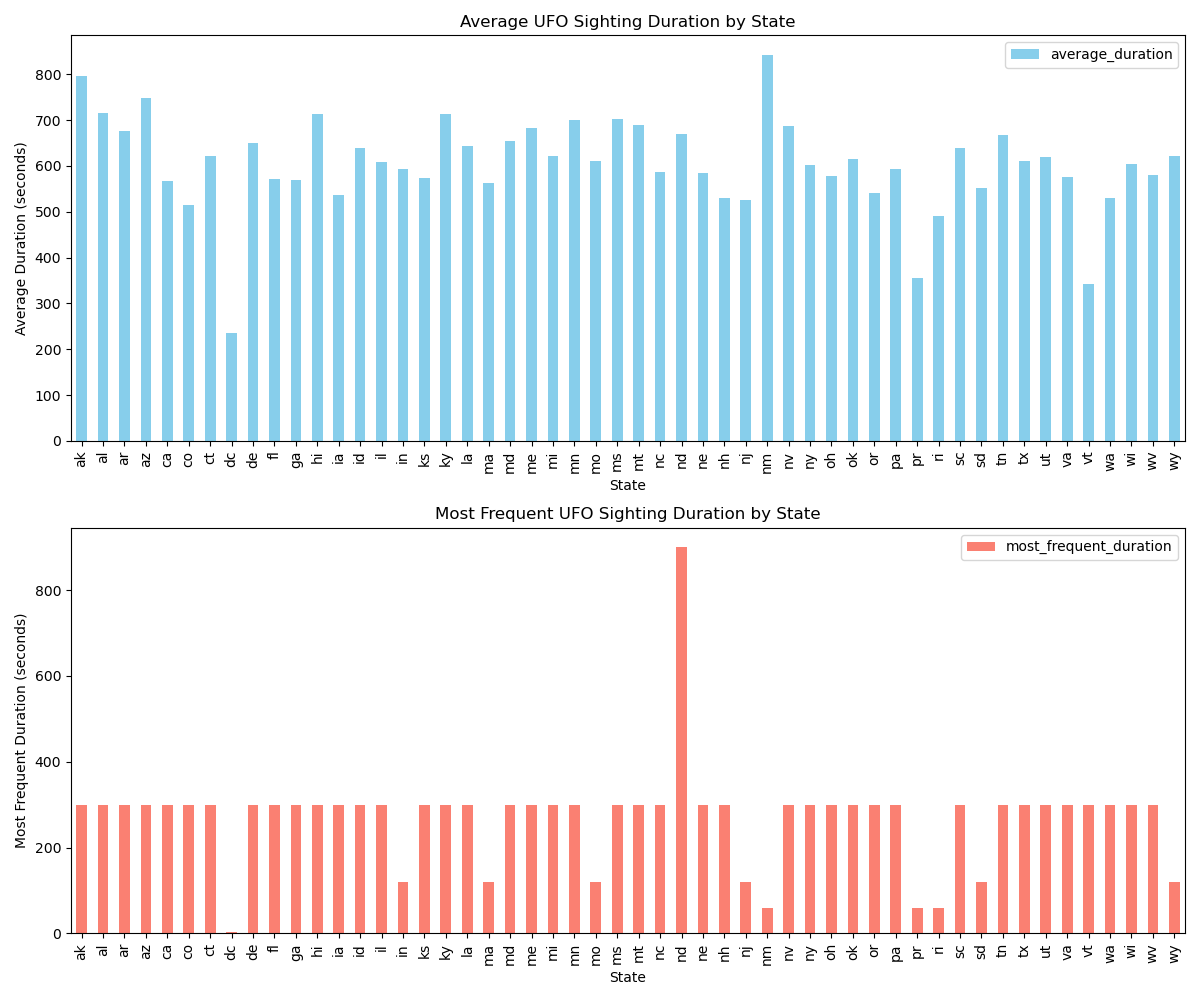 Average UFO Sighting Duration by State
average_duration
Average Duration (seconds)
800
700
600
500
400
300
200
100
0
ak al ar az ca co ct dc de fl ga hi ia id il in ks ky la ma md me mi mn mo ms mt nc nd ne nh nj nm nv ny oh ok or pa pr ri sc sd tn tx ut va vt wa wi wv wy
State
Most Frequent UFO Sighting Duration by State
most_frequent_duration
Most Frequent Duration (seconds)
800
600
400
200
0
ak al ar az ca co ct dc de fl ga hi ia id il in ks ky la ma md me mi mn mo ms mt nc nd ne nh nj nm nv ny oh ok or pa pr ri sc sd tn tx ut va vt wa wi wv wy
State